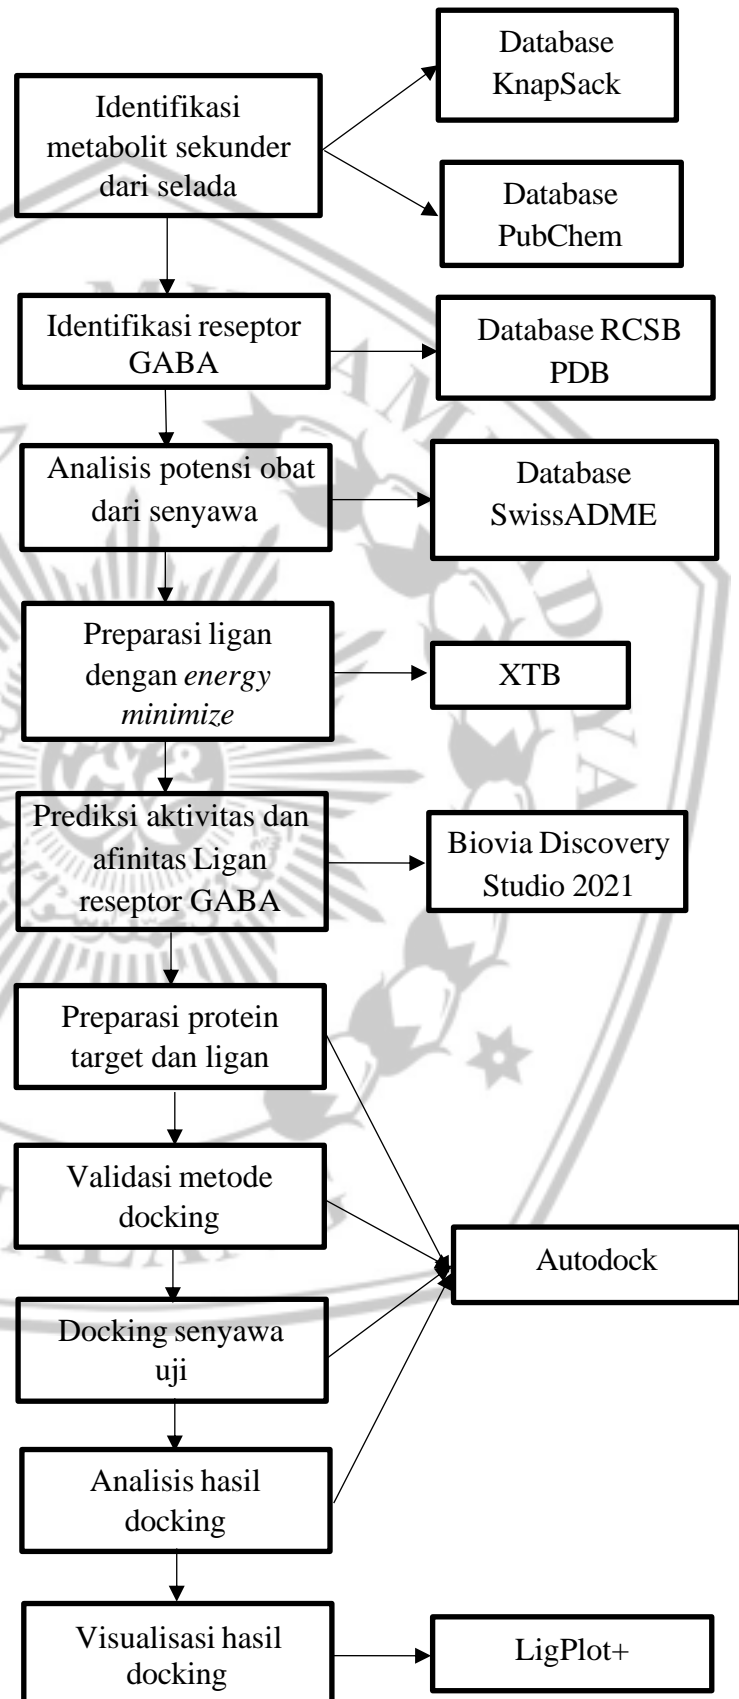 Database
KnapSack
Identifikasi
metabolit sekunder
dari selada
Database
PubChem
Identifikasi reseptor
GABA
Database RCSB
PDB
Analisis potensi obat
dari senyawa
Database
SwissADME
Preparasi ligan
dengan energy
minimize
XTB
Prediksi aktivitas dan
afinitas Ligan
reseptor GABA
Biovia Discovery
Studio 2021
Preparasi protein
target dan ligan
Validasi metode
docking
Autodock
Docking senyawa
uji
Analisis hasil
docking
Visualisasi hasil
docking
LigPlot+